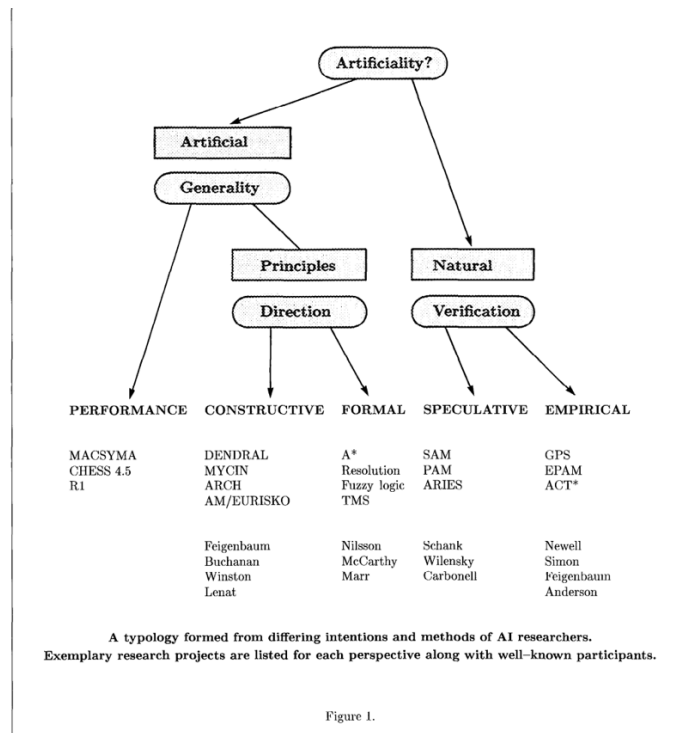 Artificiality?
Artificial
Generality
Principles
Natural
Direction
Verification
PERFORMANCE CONSTRUCTIVE FORMAL SPECULATIVE EMPIRICAL
MACSYMA DENDRAL A* SAM GPS
CHESS 4.5 MYCIN Resolution PAM EPAM
R1 ARCH Fuzzy logic ARIES ACT*
AM/EURISKO TMS
Feigenbaum Nilsson Schank Newell
Buchanan McCarthy Wilensky Simon
Winston Marr Carbonell Feigenbaum
Lenat Anderson
A typology formed from differing intentions and methods of AI researchers.
Exemplary research projects are listed for each perspective along with well–known participants.
Figure 1.